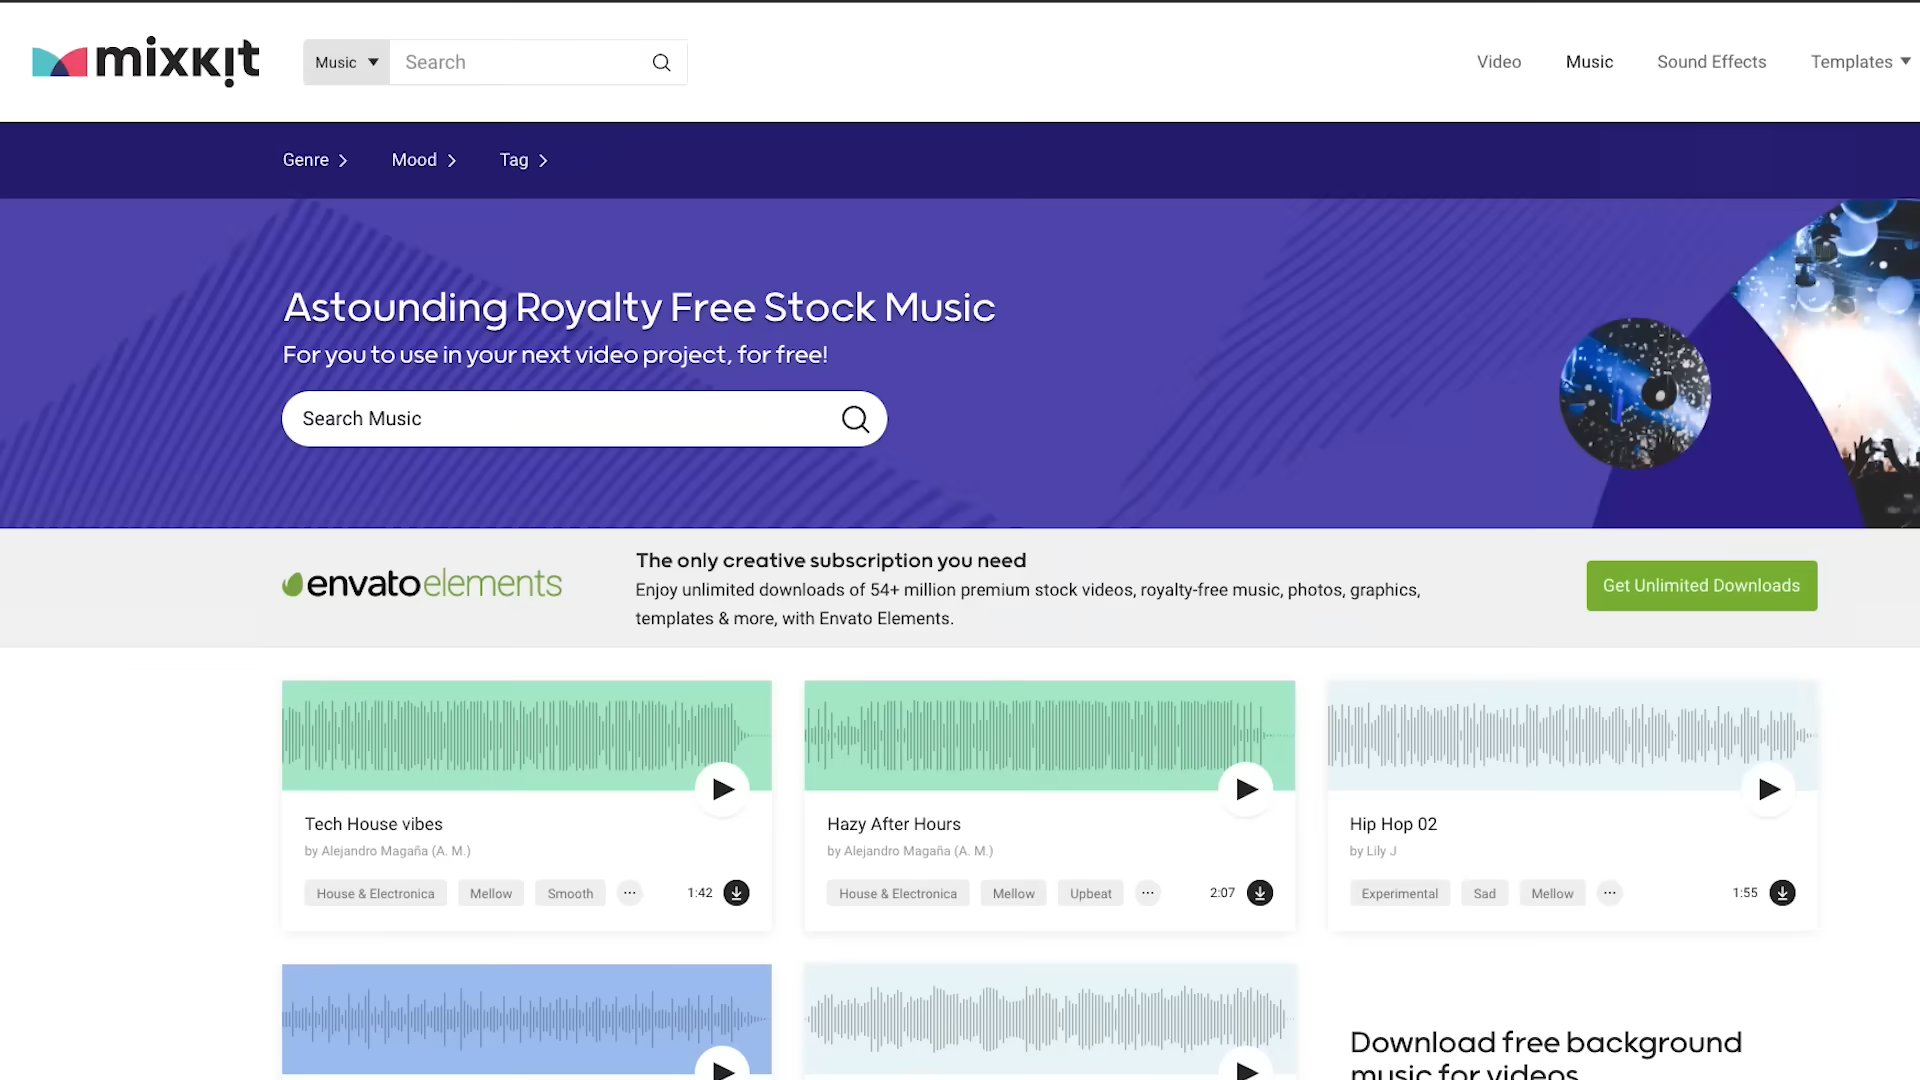 mixkit
Music Search
Video Music Sound Effects Templates
Genre Mood Tag
Astounding Royalty Free Stock Music
For you to use in your next video project, for free!
Search Music
envatoelements
The only creative subscription you need
Enjoy unlimited downloads of 54+ million premium stock videos, royalty-free music, photos, graphics,
templates & more, with Envato Elements.
Get Unlimited Downloads
Tech House vibes
by Alejandro Magaña (A. M.)
House & Electronica Mellow Smooth ... 1:42
Hazy After Hours
by Alejandro Magaña (A. M.)
House & Electronica Mellow Upbeat ... 2:07
Hip Hop 02
by Lily J
Experimental Sad Mellow ... 1:55
Download free background
music for videos